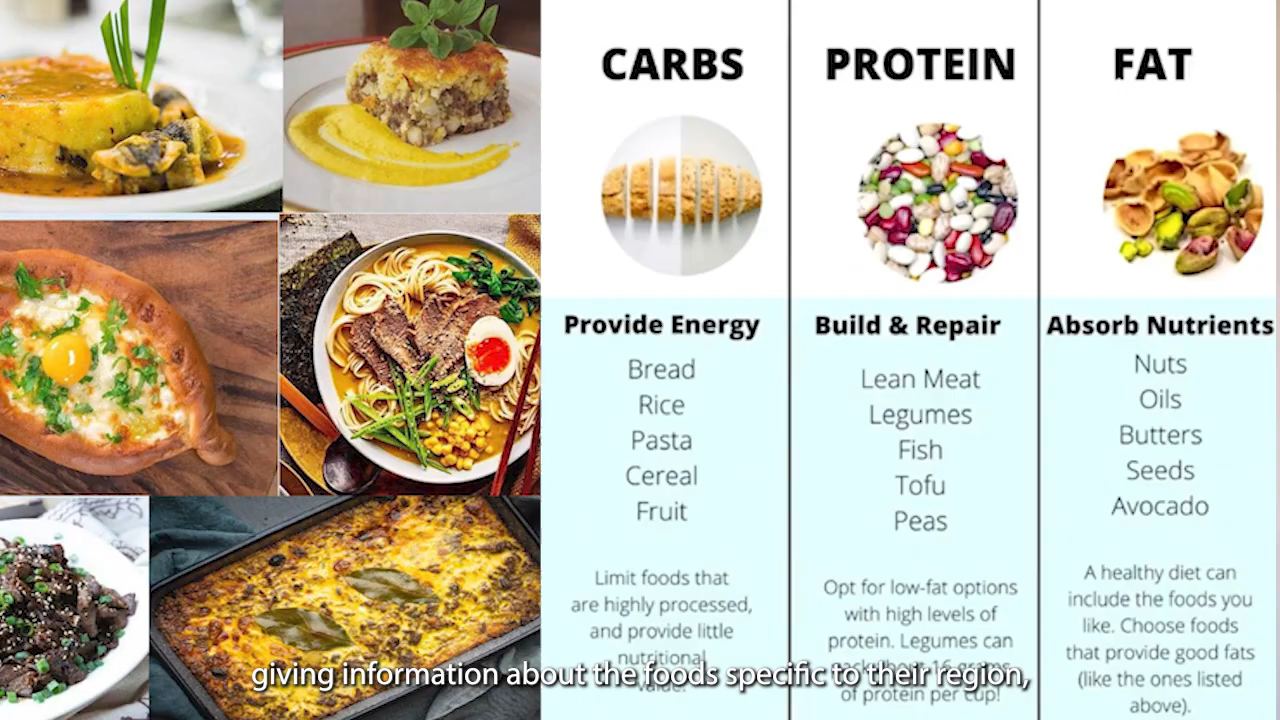 CARBS
Provide Energy
Bread
Rice
Pasta
Cereal
Fruit
Limit foods that
are highly processed,
and provide little
nutritional
value.
PROTEIN
Build & Repair
Lean Meat
Legumes
Fish
Tofu
Peas
Opt for low-fat options
with high levels of
protein. Legumes can
of protein per cup!
FAT
Absorb Nutrients
Nuts
Oils
Butters
Seeds
Avocado
A healthy diet can
include the foods you
like. Choose foods
that provide good fats
(like the ones listed
above).
giving information about the foods specific to their region,